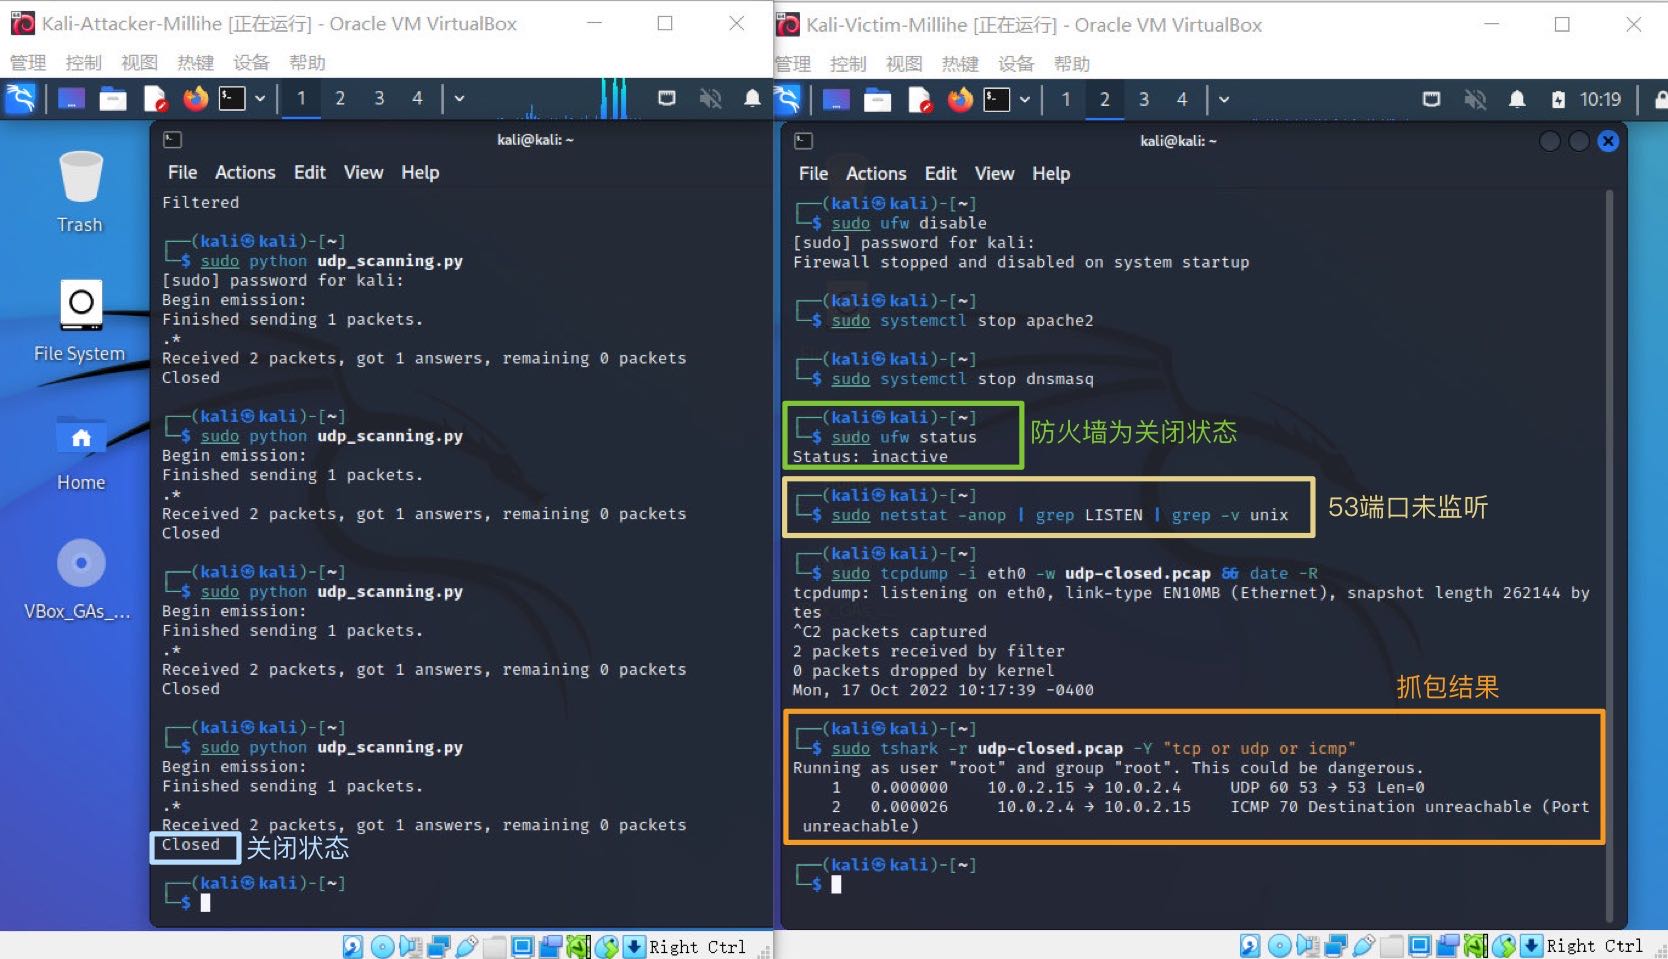 Kali-Attacker-Millihe [正在运行] - Oracle VM VirtualBox
管理 控制 视图 热键 设备 帮助
1 2 3 4
Trash
File System
Home
VBox_GAs_...
kali@kali: ~
File Actions Edit View Help
Filtered
┌──(kali㉿kali)-[~]
└─$ sudo python udp_scanning.py
[sudo] password for kali:
Begin emission:
Finished sending 1 packets.
.*
Received 2 packets, got 1 answers, remaining 0 packets
Closed
┌──(kali㉿kali)-[~]
└─$ sudo python udp_scanning.py
Begin emission:
Finished sending 1 packets.
.*
Received 2 packets, got 1 answers, remaining 0 packets
Closed
┌──(kali㉿kali)-[~]
└─$ sudo python udp_scanning.py
Begin emission:
Finished sending 1 packets.
.*
Received 2 packets, got 1 answers, remaining 0 packets
Closed
┌──(kali㉿kali)-[~]
└─$ sudo python udp_scanning.py
Begin emission:
Finished sending 1 packets.
.*
Received 2 packets, got 1 answers, remaining 0 packets
Closed 关闭状态
┌──(kali㉿kali)-[~]
└─$
Right Ctrl
Kali-Victim-Millihe [正在运行] - Oracle VM VirtualBox
管理 控制 视图 热键 设备 帮助
1 2 3 4 10:19
kali@kali: ~
File Actions Edit View Help
┌──(kali㉿kali)-[~]
└─$ sudo ufw disable
[sudo] password for kali:
Firewall stopped and disabled on system startup
┌──(kali㉿kali)-[~]
└─$ sudo systemctl stop apache2
┌──(kali㉿kali)-[~]
└─$ sudo systemctl stop dnsmasq
┌──(kali㉿kali)-[~]
└─$ sudo ufw status
Status: inactive
防火墙为关闭状态
┌──(kali㉿kali)-[~]
└─$ sudo netstat -anop | grep LISTEN | grep -v unix
53端口未监听
┌──(kali㉿kali)-[~]
└─$ sudo tcpdump -i eth0 -w udp-closed.pcap && date -R
tcpdump: listening on eth0, link-type EN10MB (Ethernet), snapshot length 262144 by
tes
^C2 packets captured
2 packets received by filter
0 packets dropped by kernel
Mon, 17 Oct 2022 10:17:39 -0400
抓包结果
┌──(kali㉿kali)-[~]
└─$ sudo tshark -r udp-closed.pcap -Y "tcp or udp or icmp"
Running as user "root" and group "root". This could be dangerous.
1 0.000000 10.0.2.15 → 10.0.2.4 UDP 60 53 → 53 Len=0
2 0.000026 10.0.2.4 → 10.0.2.15 ICMP 70 Destination unreachable (Port
unreachable)
┌──(kali㉿kali)-[~]
└─$
Right Ctrl